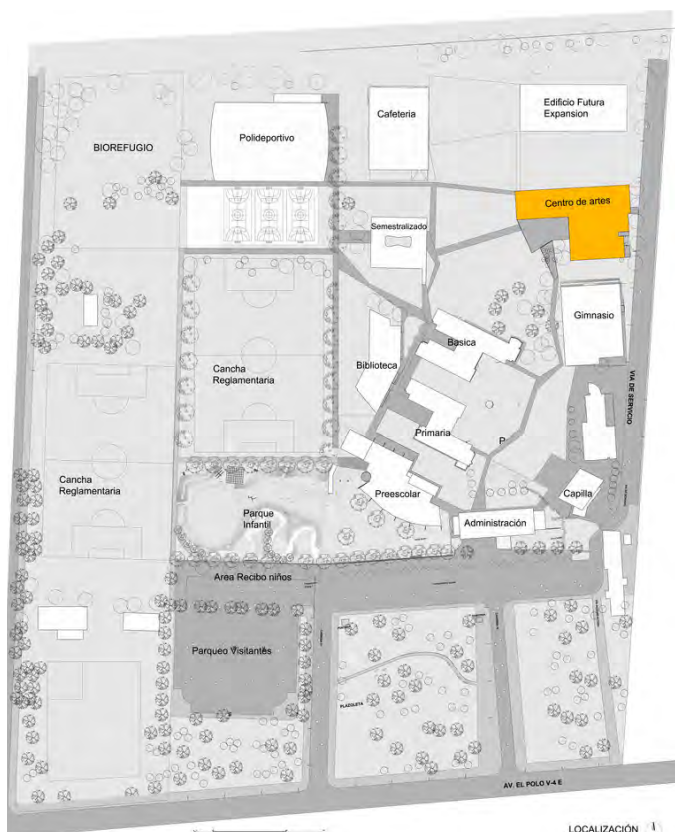 Edificio Futura
Expansion
Cafeteria
Polideportivo
BIOREFUGIO
Centro de artes
Semestralizado
Gimnasio
Basica
Biblioteca
Cancha
Reglamentaria
VIA DE SERVICIO
Primaria
P
Cancha
Reglamentaria
Preescolar
Capilla
Parque
Infantil
Administración
Area Recibo niños
Parqueo Visitantes
PLAZOLETA
AV. EL POLO V-4 E
LOCALIZACIÓN